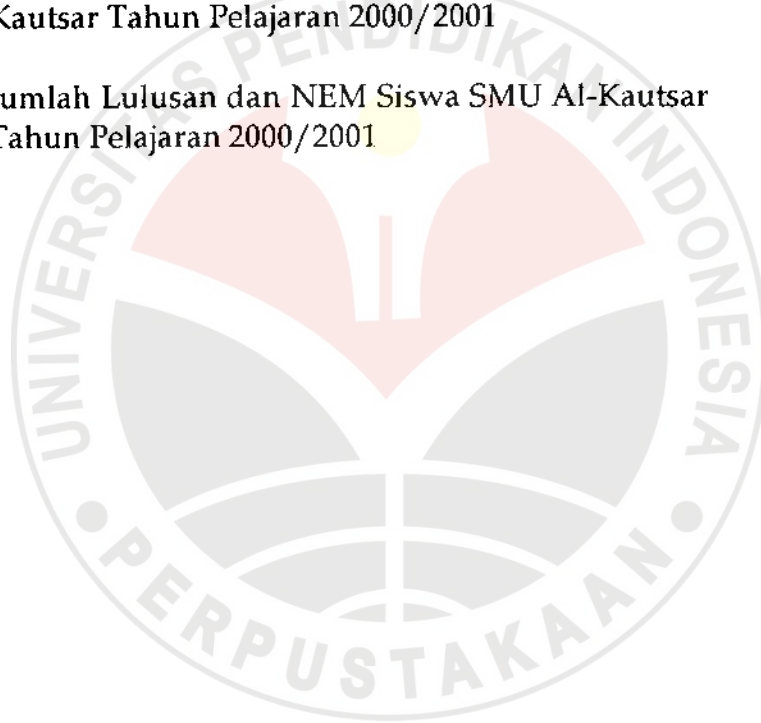 Kautsar Tahun Pelajaran 2000/2001
umlah Lulusan dan NEM Siswa SMU Al-Kautsar
Tahun Pelajaran 2000/2001
UNIVERSITAS PENDIDIKAN INDONESIA
PERPUSTAKAAN